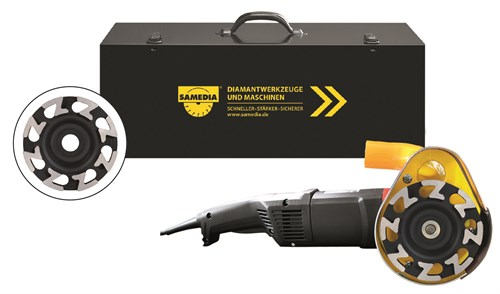 SAMEDIA
DIAMANTWERKZEUGE
UND MASCHINEN
SCHNELLER-STÄRKER-SICHERER
www.samedia.de